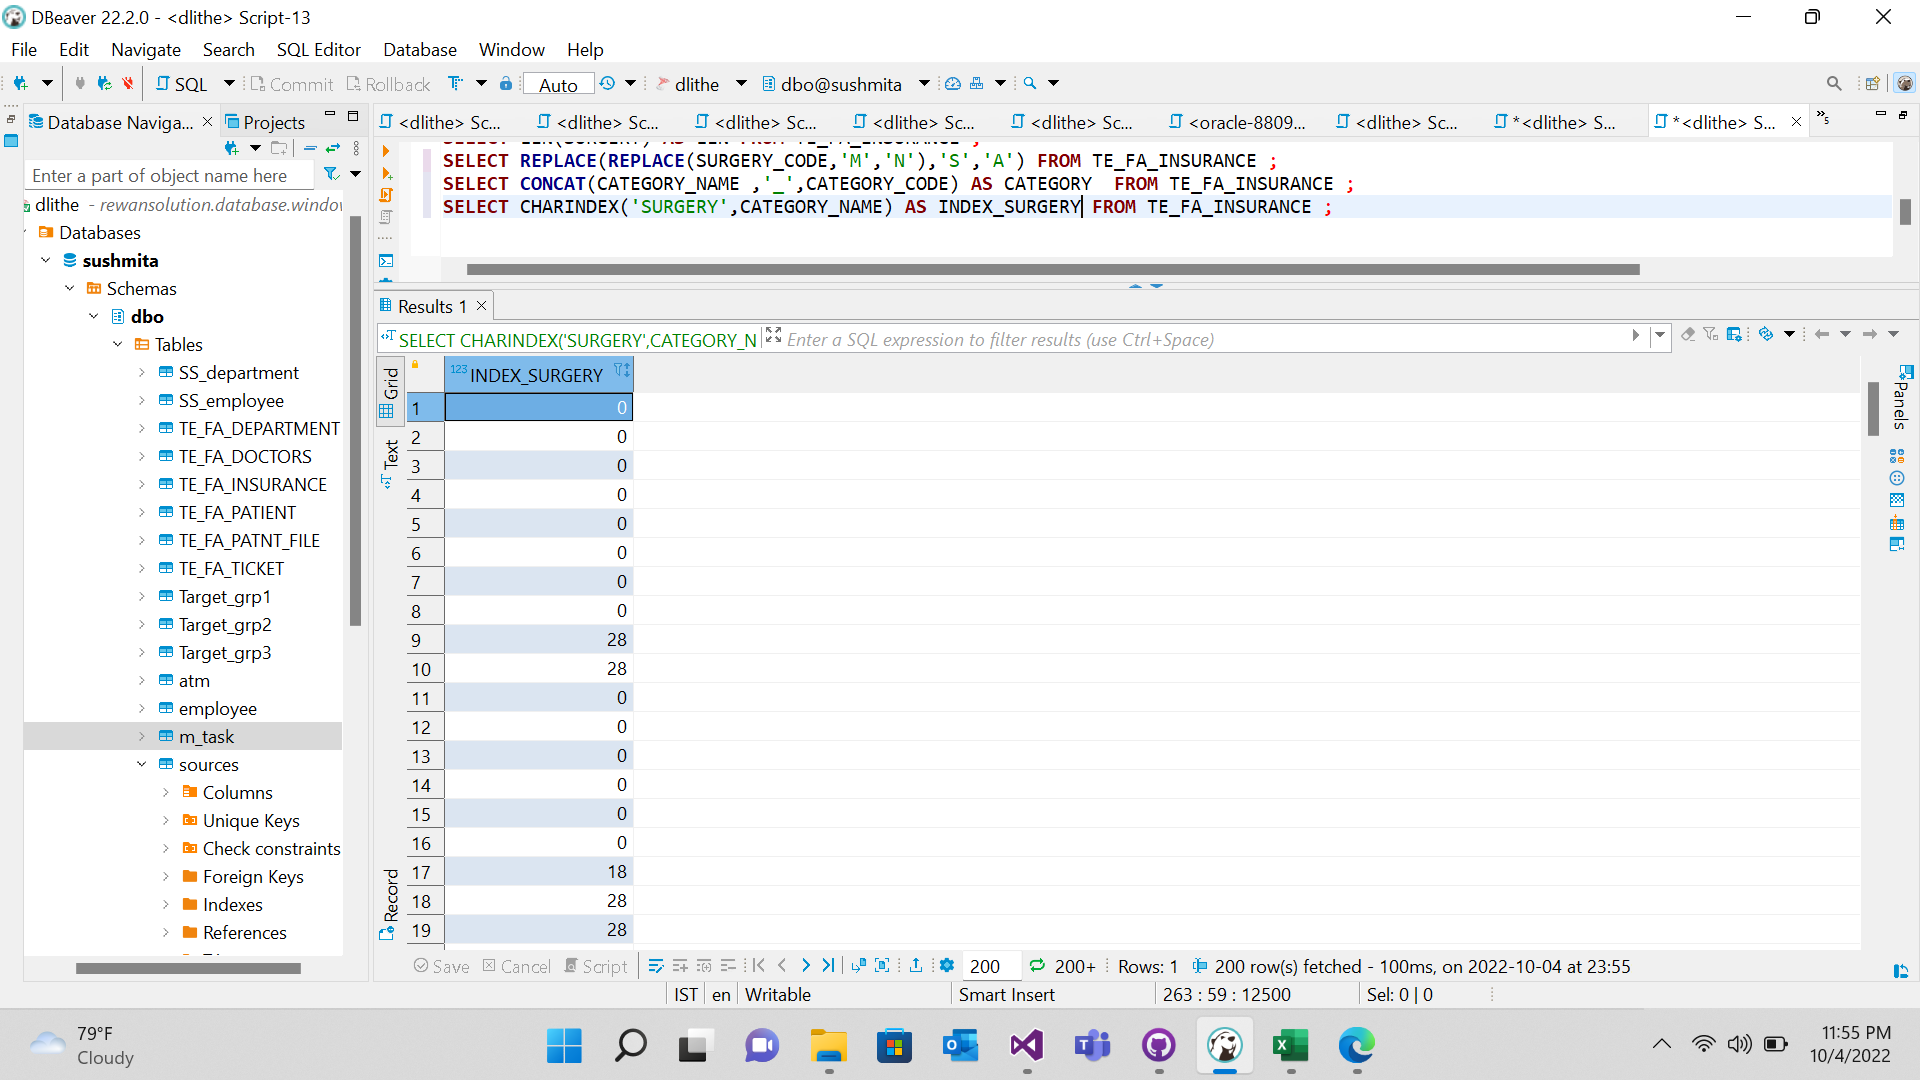 DBeaver 22.2.0 - <dlithe> Script-13
File Edit Navigate Search SQL Editor Database Window Help
SQL Commit Rollback Auto dlithe dbo@sushmita
Database Naviga... Projects
<dlithe> Sc... <dlithe> Sc... <dlithe> Sc... <dlithe> Sc... <dlithe> Sc... <oracle-8809... <dlithe> Sc... *<dlithe> S... *<dlithe> S... »5
Enter a part of object name here
dlithe - rewansolution.database.window
Databases
sushmita
Schemas
dbo
Tables
SS_department
SS_employee
TE_FA_DEPARTMENT
TE_FA_DOCTORS
TE_FA_INSURANCE
TE_FA_PATIENT
TE_FA_PATNT_FILE
TE_FA_TICKET
Target_grp1
Target_grp2
Target_grp3
atm
employee
m_task
sources
Columns
Unique Keys
Check constraints
Foreign Keys
Indexes
References
SELECT LEN(SURGERY) AS LEN FROM TE_FA_INSURANCE ;
SELECT REPLACE(REPLACE(SURGERY_CODE,'M','N'),'S','A') FROM TE_FA_INSURANCE ;
SELECT CONCAT(CATEGORY_NAME ,'_',CATEGORY_CODE) AS CATEGORY  FROM TE_FA_INSURANCE ;
SELECT CHARINDEX('SURGERY',CATEGORY_NAME) AS INDEX_SURGERY FROM TE_FA_INSURANCE ;
Results 1
SELECT CHARINDEX('SURGERY',CATEGORY_N Enter a SQL expression to filter results (use Ctrl+Space)
Grid
Text
Record
Panels
123 INDEX_SURGERY
1 0
2 0
3 0
4 0
5 0
6 0
7 0
8 0
9 28
10 28
11 0
12 0
13 0
14 0
15 0
16 0
17 18
18 28
19 28
Save Cancel Script 200 200+ Rows: 1 200 row(s) fetched - 100ms, on 2022-10-04 at 23:55
IST en Writable Smart Insert 263 : 59 : 12500 Sel: 0 | 0
79°F
Cloudy
11:55 PM
10/4/2022